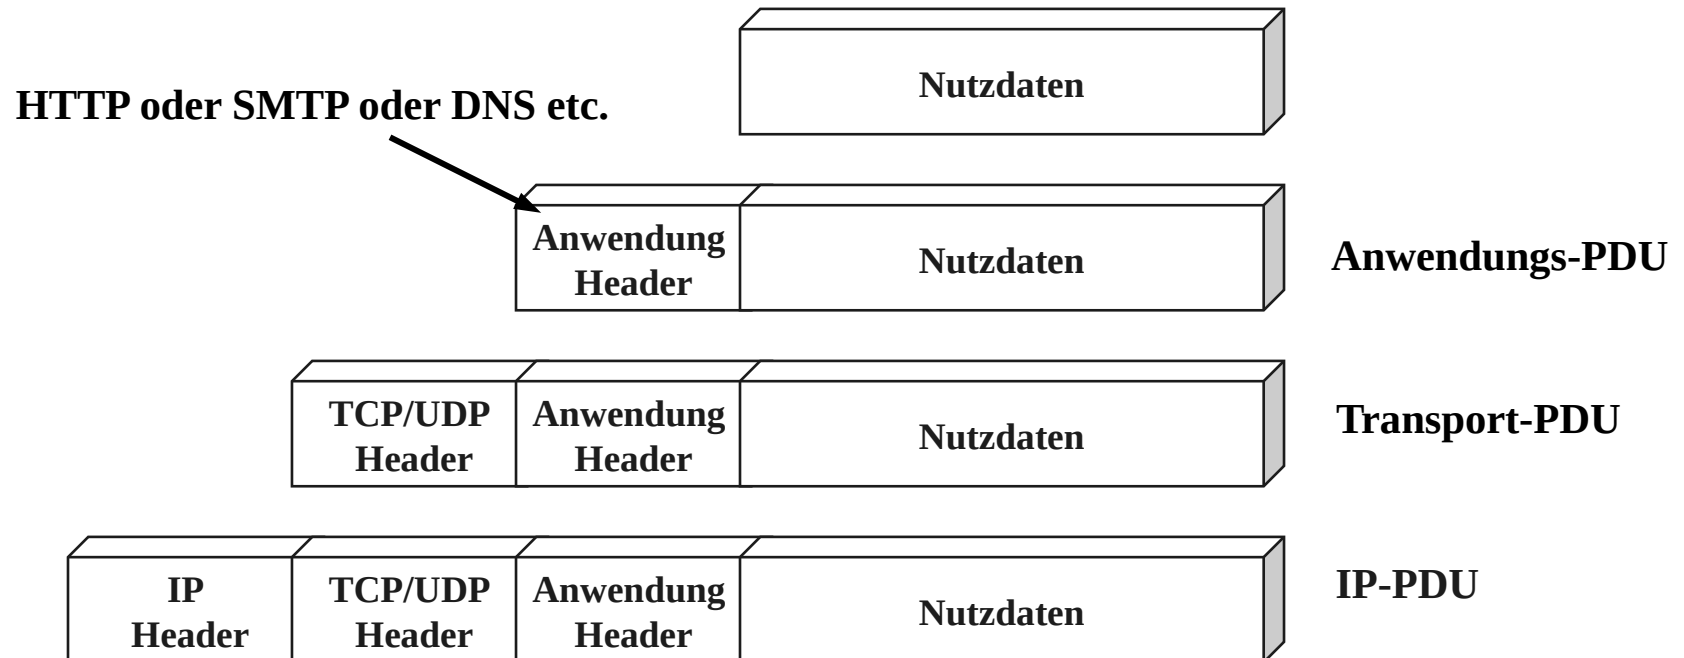 Nutzdaten
HTTP oder SMTP oder DNS etc.
Anwendung
Header
Nutzdaten
Anwendungs-PDU
TCP/UDP
Header
Anwendung
Header
Nutzdaten
Transport-PDU
IP
Header
TCP/UDP
Header
Anwendung
Header
Nutzdaten
IP-PDU